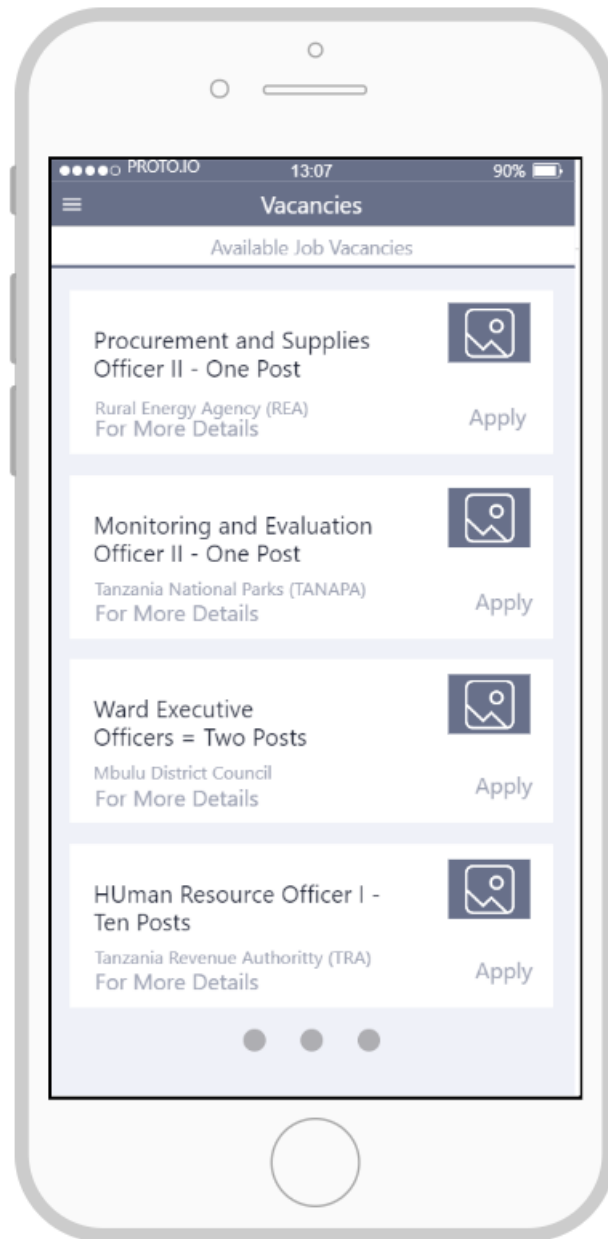 PROTO.IO 13:07 90%
Vacancies
Available Job Vacancies
Procurement and Supplies
Officer II - One Post
Rural Energy Agency (REA)
For More Details
Apply
Monitoring and Evaluation
Officer II - One Post
Tanzania National Parks (TANAPA)
For More Details
Apply
Ward Executive
Officers = Two Posts
Mbulu District Council
For More Details
Apply
HUman Resource Officer I -
Ten Posts
Tanzania Revenue Authoritty (TRA)
For More Details
Apply